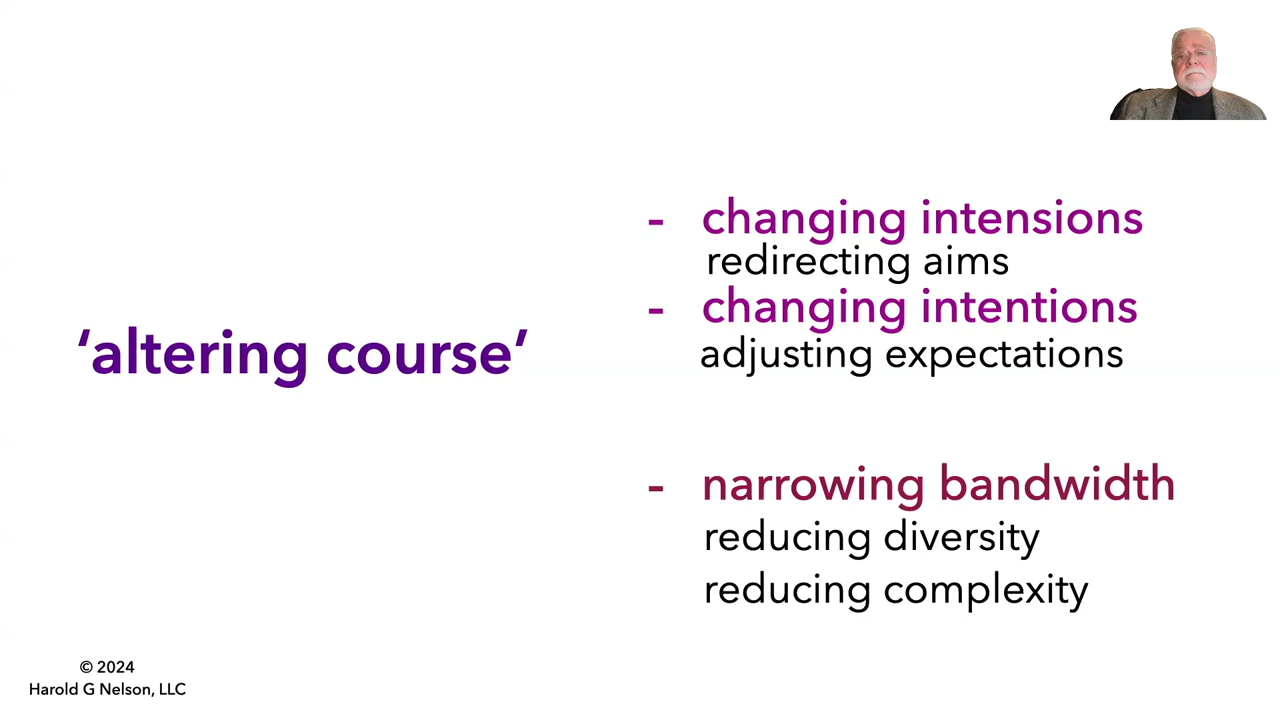 - changing intensions
redirecting aims
- changing intentions
adjusting expectations
‘altering course’
- narrowing bandwidth
reducing diversity
reducing complexity
© 2024
Harold G Nelson, LLC